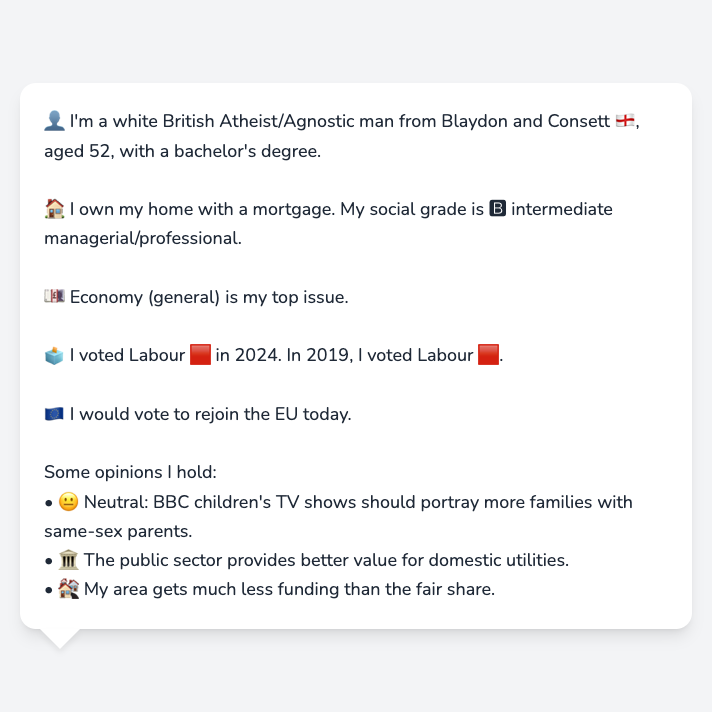 👤 I'm a white British Atheist/Agnostic man from Blaydon and Consett 🏴󠁧󠁢󠁥󠁮󠁧󠁿,
aged 52, with a bachelor's degree.
🏠 I own my home with a mortgage. My social grade is 🅱 intermediate
managerial/professional.
💷 Economy (general) is my top issue.
🗳️ I voted Labour 🟥 in 2024. In 2019, I voted Labour 🟥.
🇪🇺 I would vote to rejoin the EU today.
Some opinions I hold:
• 😐 Neutral: BBC children's TV shows should portray more families with
same-sex parents.
• 🏛️ The public sector provides better value for domestic utilities.
• 🏘️ My area gets much less funding than the fair share.